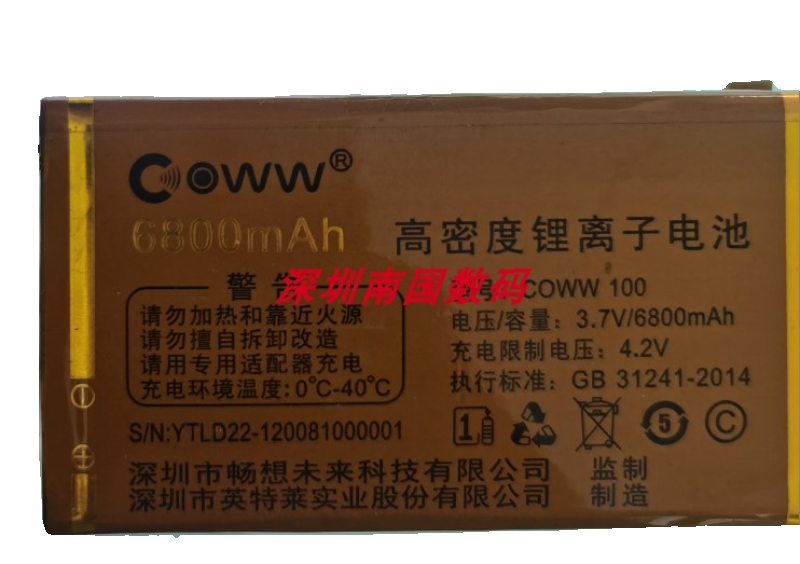 COWW®
6800mAh 高密度锂离子电池
深圳南国数码
警
请勿加热和靠近火源
请勿擅自拆卸改造
请用专用适配器充电
充电环境温度：0℃-40℃
COWW 100
电压/容量：3.7V/6800mAh
充电限制电压：4.2V
执行标准：GB 31241-2014
S/N:YTLD22-120081000001
1
5
C
深圳市畅想未来科技有限公司 监制
深圳市英特莱实业股份有限公司 制造